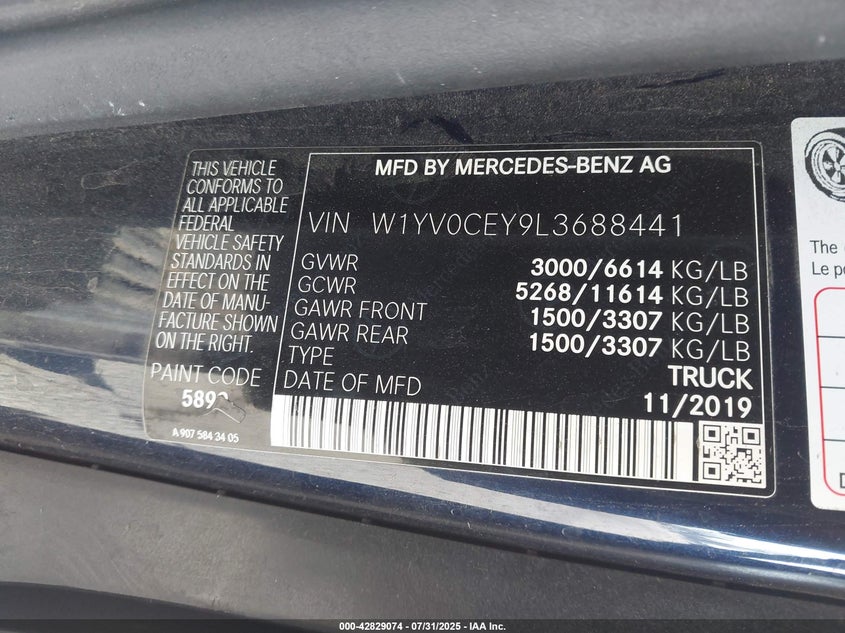 MFD BY MERCEDES-BENZ AG
THIS VEHICLE
CONFORMS TO
ALL APPLICABLE
FEDERAL
VEHICLE SAFETY
STANDARDS IN
EFFECT ON THE
DATE OF MANU-
FACTURE SHOWN
ON THE RIGHT.
PAINT CODE
A 907 584 34 05
VIN W1YV0CEY9L3688441
GVWR 3000/6614 KG/LB
GCWR 5268/11614 KG/LB
GAWR FRONT 1500/3307 KG/LB
GAWR REAR 1500/3307 KG/LB
TYPE TRUCK
DATE OF MFD 11/2019
The
Le po
000-42829074 / 07/31/2025 - IAA Inc.